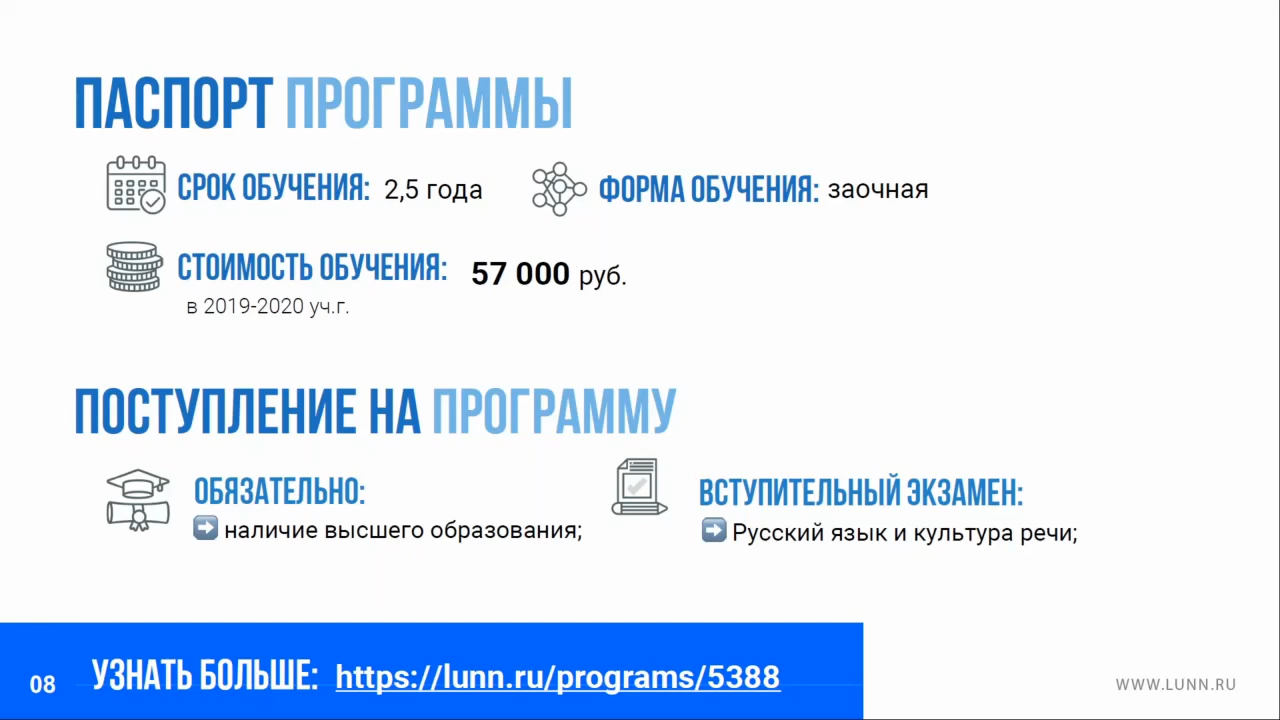 ПАСПОРТ ПРОГРАММЫ
СРОК ОБУЧЕНИЯ: 2,5 года
ФОРМА ОБУЧЕНИЯ: заочная
СТОИМОСТЬ ОБУЧЕНИЯ: 57 000 руб.
в 2019-2020 уч.г.
ПОСТУПЛЕНИЕ НА ПРОГРАММУ
ОБЯЗАТЕЛЬНО:
➡ наличие высшего образования;
ВСТУПИТЕЛЬНЫЙ ЭКЗАМЕН:
➡ Русский язык и культура речи;
08 УЗНАТЬ БОЛЬШЕ: https://lunn.ru/programs/5388
WWW.LUNN.RU